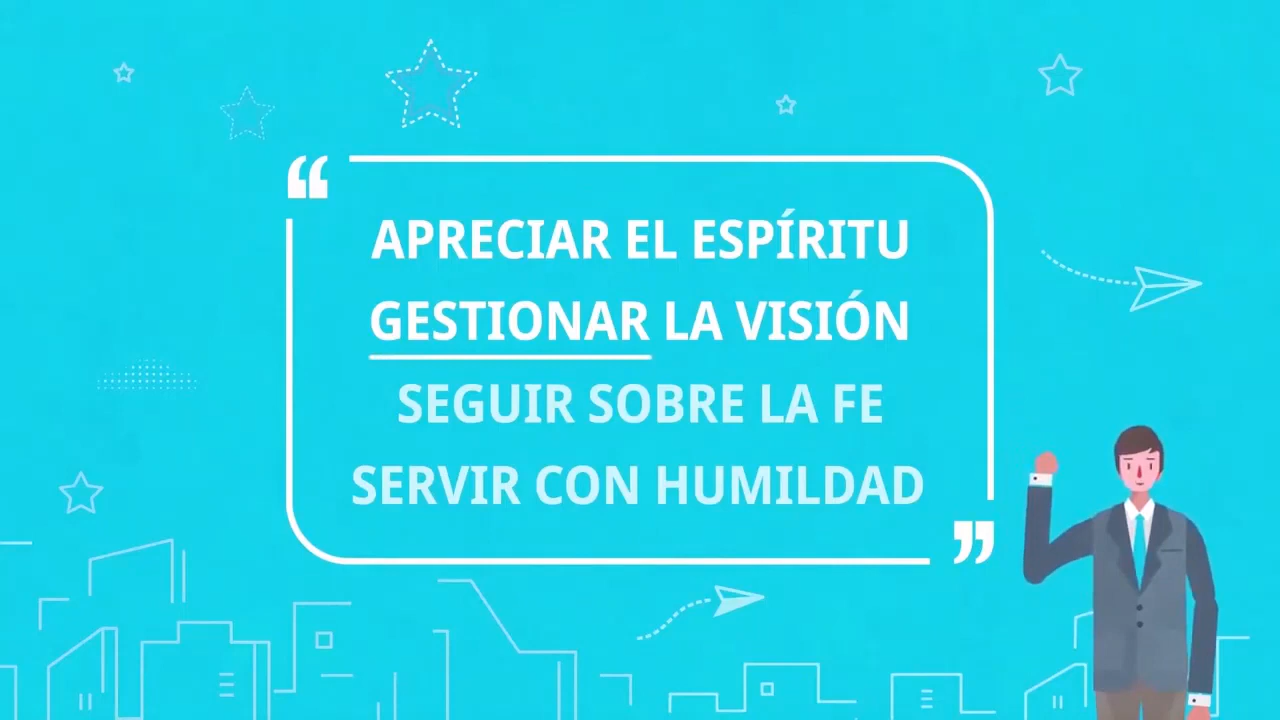 APRECIAR EL ESPÍRITU
GESTIONAR LA VISIÓN
SEGUIR SOBRE LA FE
SERVIR CON HUMILDAD